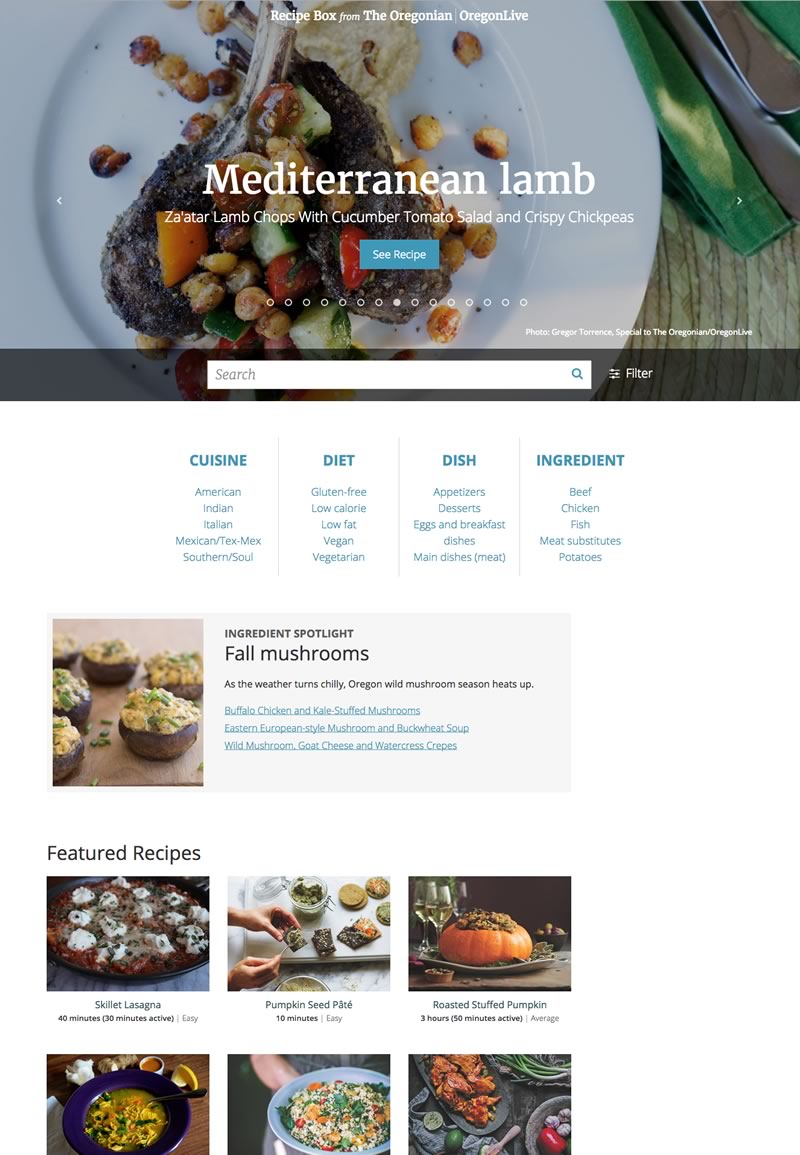 Recipe Box from The Oregonian | OregonLive
Mediterranean lamb
Za'atar Lamb Chops With Cucumber Tomato Salad and Crispy Chickpeas
See Recipe
Photo: Gregor Torrence, Special to The Oregonian/OregonLive
Search
Filter
CUISINE
American
Indian
Italian
Mexican/Tex-Mex
Southern/Soul
DIET
Gluten-free
Low calorie
Low fat
Vegan
Vegetarian
DISH
Appetizers
Desserts
Eggs and breakfast
dishes
Main dishes (meat)
INGREDIENT
Beef
Chicken
Fish
Meat substitutes
Potatoes
INGREDIENT SPOTLIGHT
Fall mushrooms
As the weather turns chilly, Oregon wild mushroom season heats up.
Buffalo Chicken and Kale-Stuffed Mushrooms
Eastern European-style Mushroom and Buckwheat Soup
Wild Mushroom, Goat Cheese and Watercress Crepes
Featured Recipes
Skillet Lasagna
40 minutes (30 minutes active) | Easy
Pumpkin Seed Pâté
10 minutes | Easy
Roasted Stuffed Pumpkin
3 hours (50 minutes active) | Average